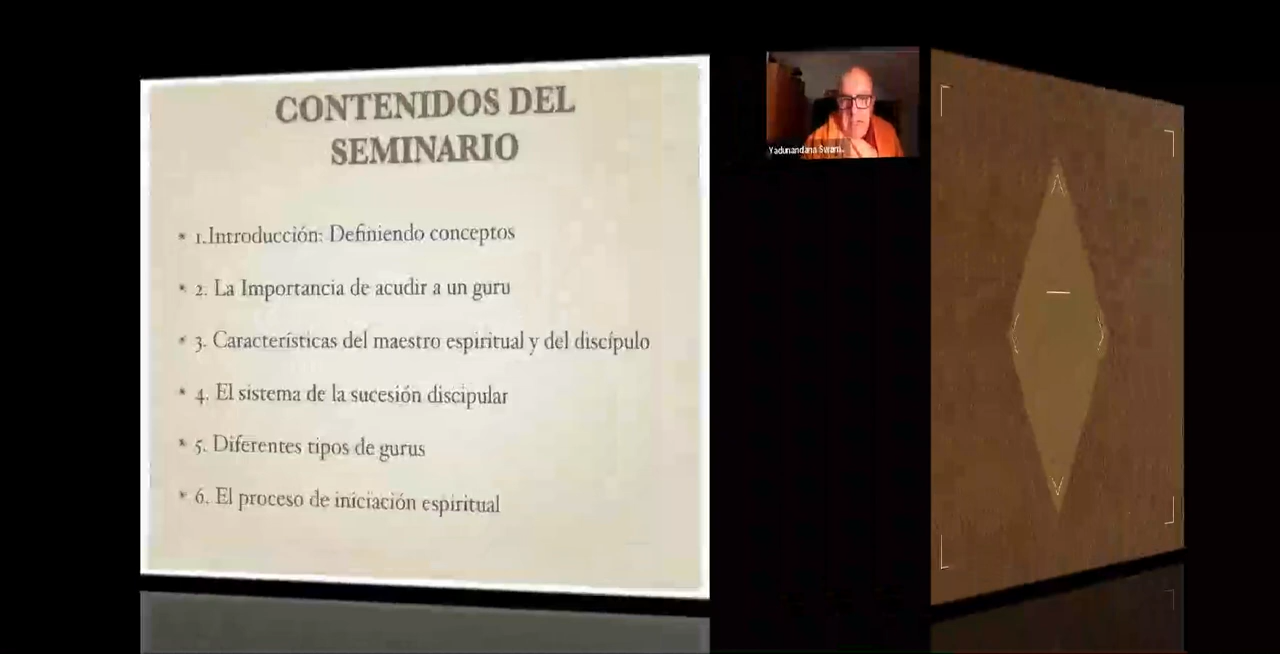 CONTENIDOS DEL
SEMINARIO
* 1.Introducción: Definiendo conceptos
* 2. La Importancia de acudir a un guru
* 3. Características del maestro espiritual y del discípulo
* 4. El sistema de la sucesión discipular
* 5. Diferentes tipos de gurus
* 6. El proceso de iniciación espiritual
Yadunandana Swam..